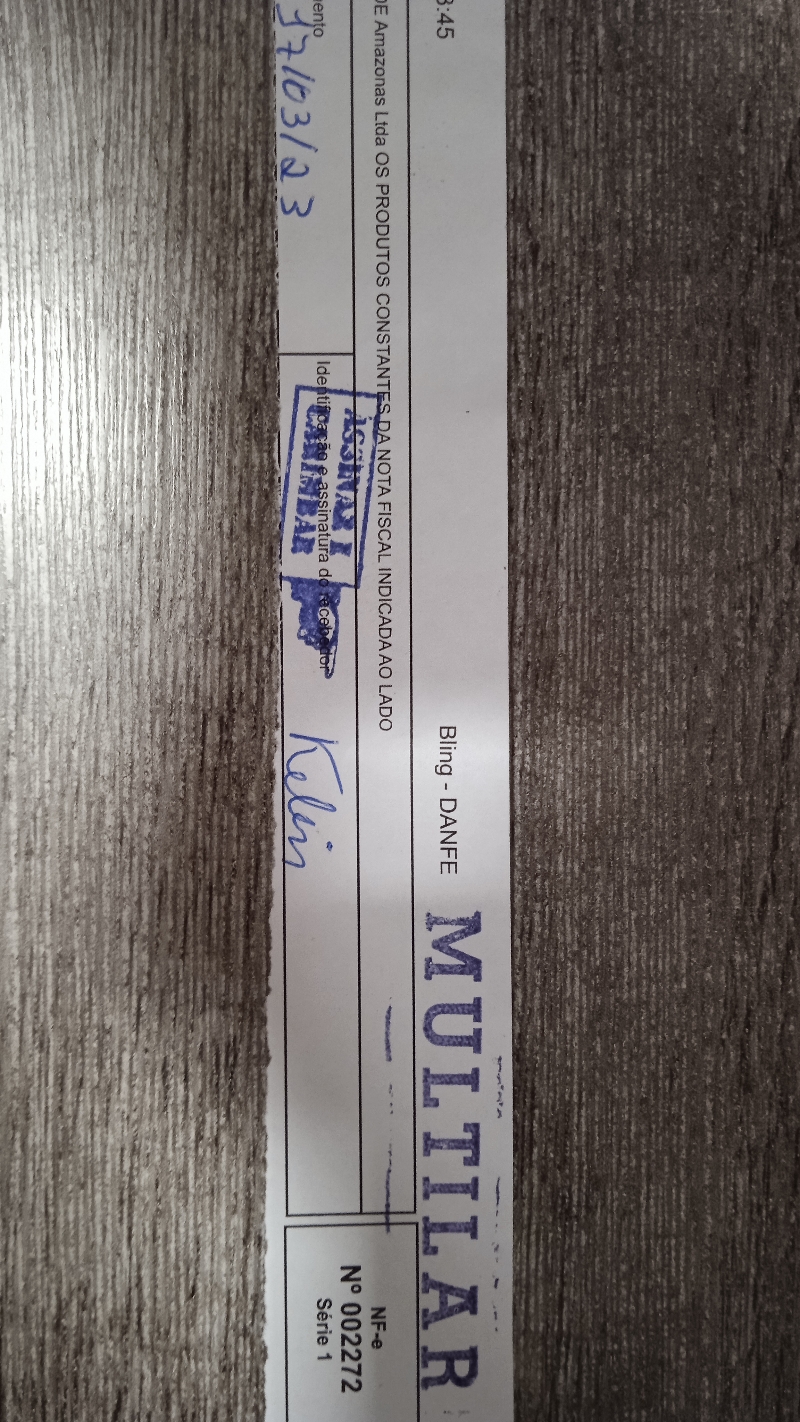 3:45 Bling - DANFE MULTILAR
DE Amazonas Ltda OS PRODUTOS CONSTANTES DA NOTA FISCAL INDICADA AO LADO
ento
17/03/23
Identificação e assinatura do recebedor
ASSINAR E
CARIMBAR
Kelin
NF-e
Nº 002272
Série 1